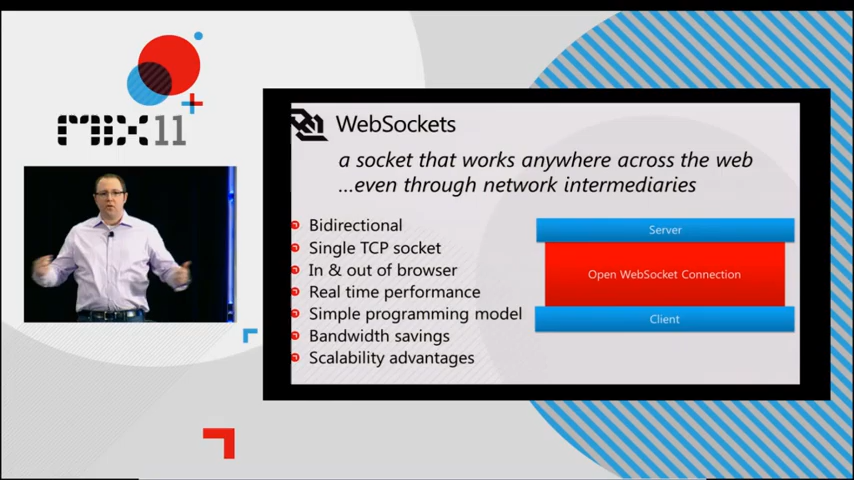 MIX11
WebSockets
a socket that works anywhere across the web
...even through network intermediaries
Bidirectional
Single TCP socket
In & out of browser
Real time performance
Simple programming model
Bandwidth savings
Scalability advantages
Server
Open WebSocket Connection
Client